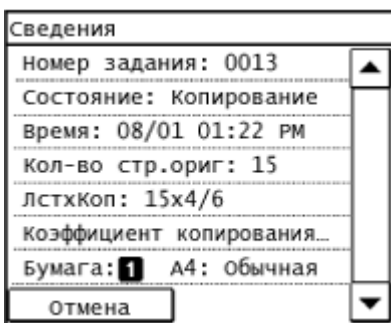 Сведения
Номер задания: 0013
Состояние: Копирование
Время: 08/01 01:22 PM
Кол-во стр.ориг: 15
ЛстхКоп: 15x4/6
Коэффициент копирования…
Бумага: 1 A4: Обычная
Отмена